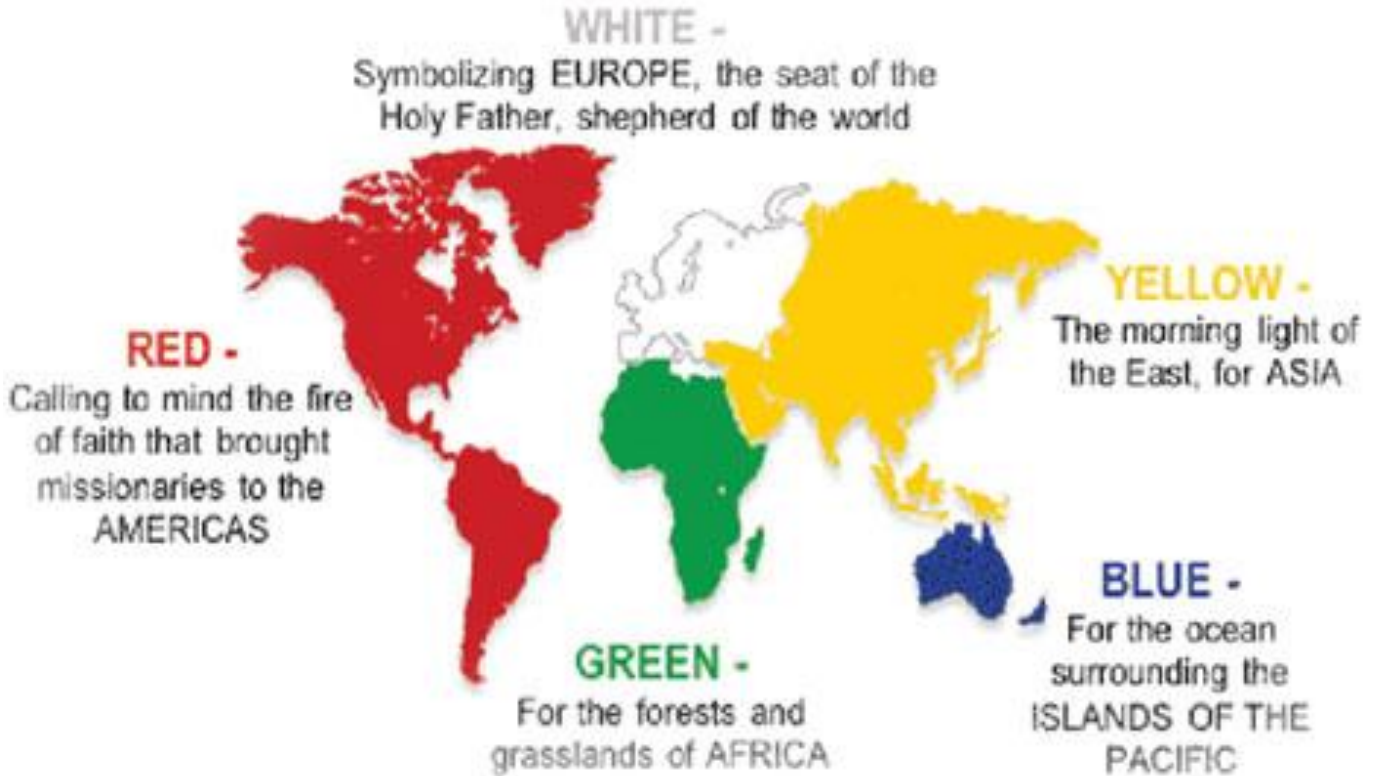 WHITE -
Symbolizing EUROPE, the seat of the
Holy Father, shepherd of the world
RED -
Calling to mind the fire
of faith that brought
missionaries to the
AMERICAS
YELLOW -
The morning light of
the East, for ASIA
GREEN -
For the forests and
grasslands of AFRICA
BLUE -
For the ocean
surrounding the
ISLANDS OF THE
PACIFIC